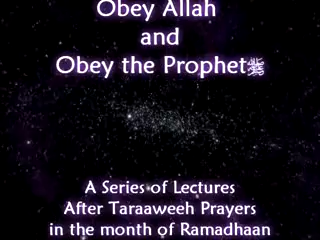 Obey Allah
and
Obey the Prophetﷺ
A Series of Lectures
After Taraaweeh Prayers
in the month of Ramadhaan